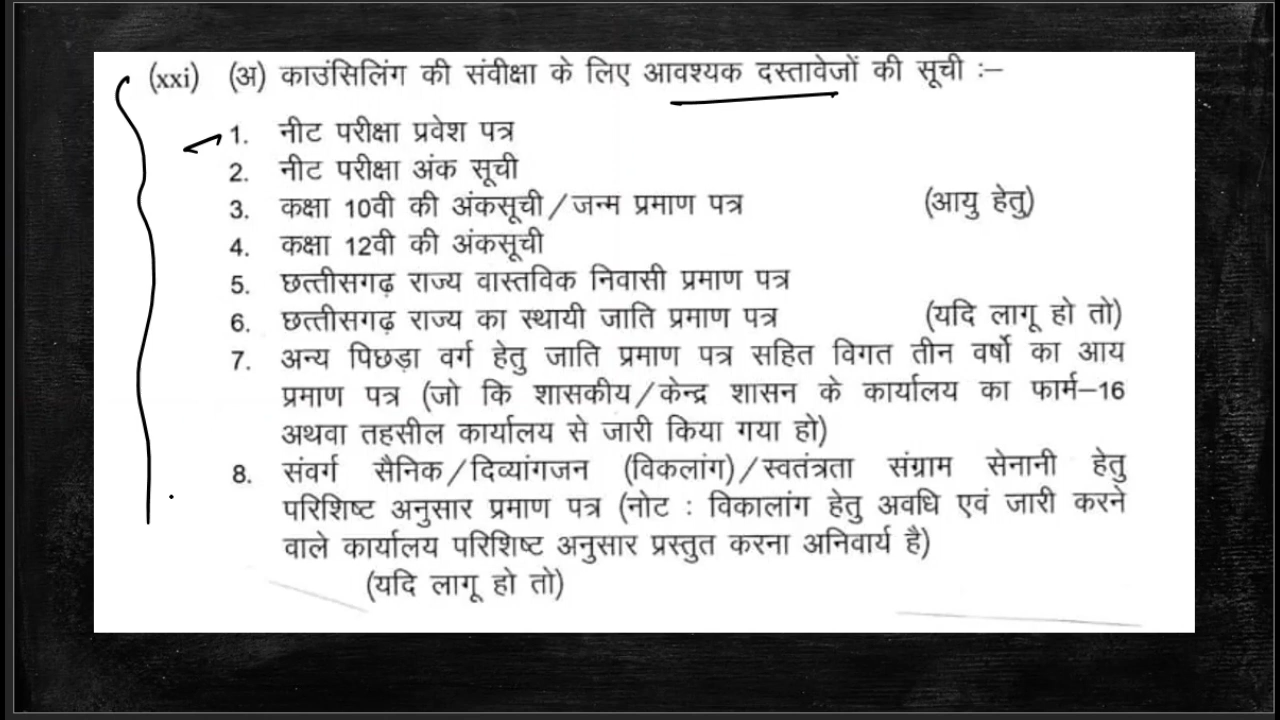 (xxi) (अ) काउंसिलिंग की संवीक्षा के लिए आवश्यक दस्तावेजों की सूची :–
1. नीट परीक्षा प्रवेश पत्र
2. नीट परीक्षा अंक सूची
3. कक्षा 10वी की अंकसूची/जन्म प्रमाण पत्र (आयु हेतु)
4. कक्षा 12वी की अंकसूची
5. छत्तीसगढ़ राज्य वास्तविक निवासी प्रमाण पत्र
6. छत्तीसगढ़ राज्य का स्थायी जाति प्रमाण पत्र (यदि लागू हो तो)
7. अन्य पिछड़ा वर्ग हेतु जाति प्रमाण पत्र सहित विगत तीन वर्षो का आय
प्रमाण पत्र (जो कि शासकीय/केन्द्र शासन के कार्यालय का फार्म–16
अथवा तहसील कार्यालय से जारी किया गया हो)
8. संवर्ग सैनिक/दिव्यांगजन (विकलांग)/स्वतंत्रता संग्राम सेनानी हेतु
परिशिष्ट अनुसार प्रमाण पत्र (नोट : विकालांग हेतु अवधि एवं जारी करने
वाले कार्यालय परिशिष्ट अनुसार प्रस्तुत करना अनिवार्य है)
(यदि लागू हो तो)